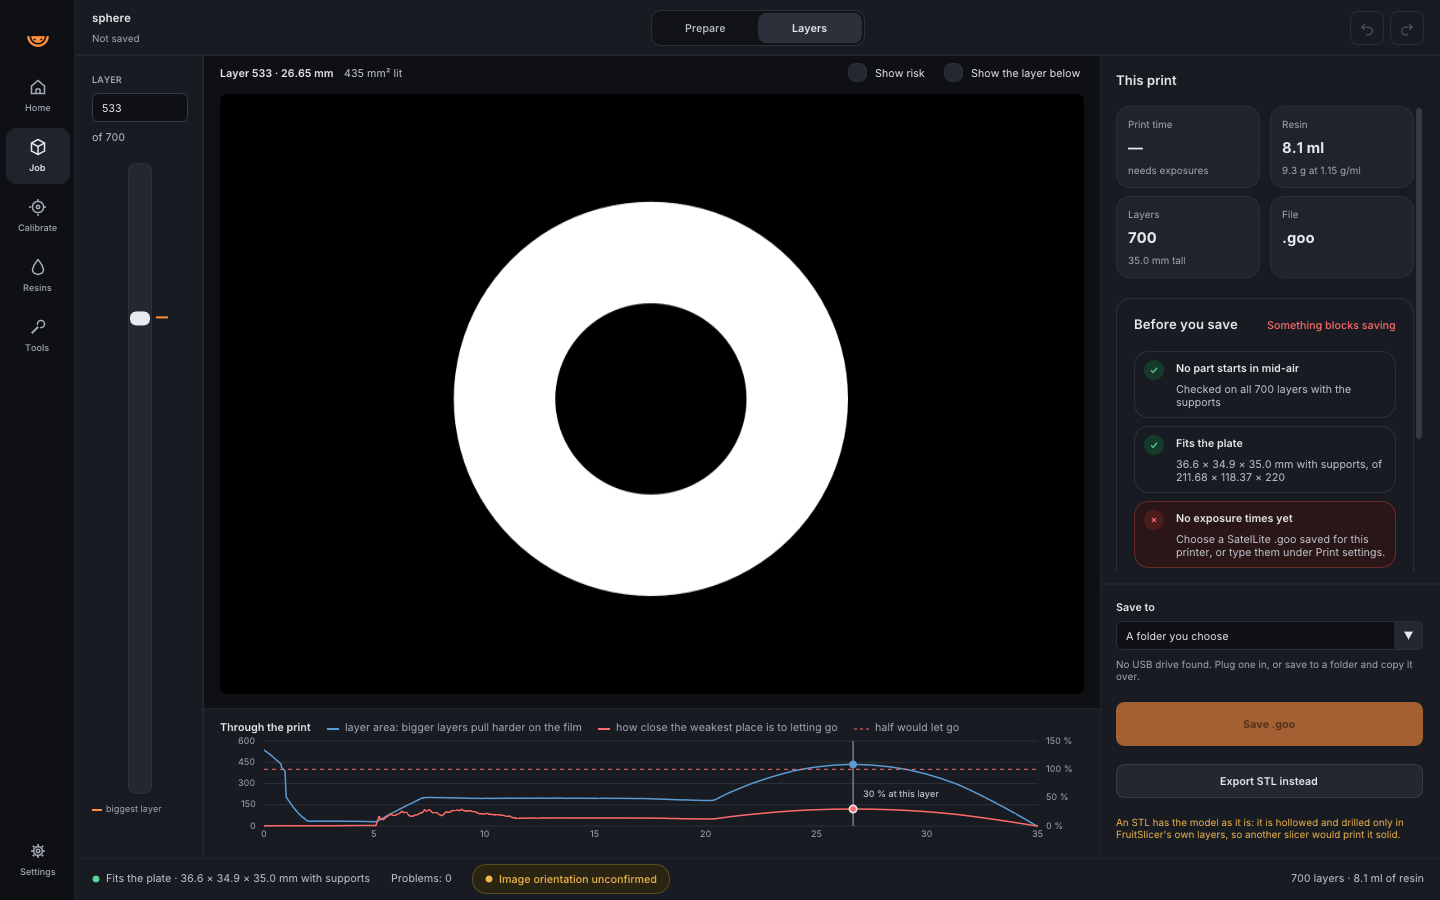 sphere
Not saved
Prepare
Layers
Home
Job
Calibrate
Resins
Tools
Settings
LAYER
533
of 700
biggest layer
Layer 533 · 26.65 mm
435 mm² lit
Show risk
Show the layer below
Through the print
layer area: bigger layers pull harder on the film
how close the weakest place is to letting go
half would let go
600
450
300
150
0
150 %
100 %
50 %
0 %
30 % at this layer
0
5
10
15
20
25
30
35
This print
Print time
—
needs exposures
Resin
8.1 ml
9.3 g at 1.15 g/ml
Layers
700
35.0 mm tall
File
.goo
Before you save
Something blocks saving
No part starts in mid-air
Checked on all 700 layers with the
supports
Fits the plate
36.6 × 34.9 × 35.0 mm with supports, of
211.68 × 118.37 × 220
No exposure times yet
Choose a SatelLite .goo saved for this
printer, or type them under Print settings.
Save to
A folder you choose
No USB drive found. Plug one in, or save to a folder and copy it
over.
Save .goo
Export STL instead
An STL has the model as it is: it is hollowed and drilled only in
FruitSlicer's own layers, so another slicer would print it solid.
Fits the plate · 36.6 × 34.9 × 35.0 mm with supports
Problems: 0
Image orientation unconfirmed
700 layers · 8.1 ml of resin